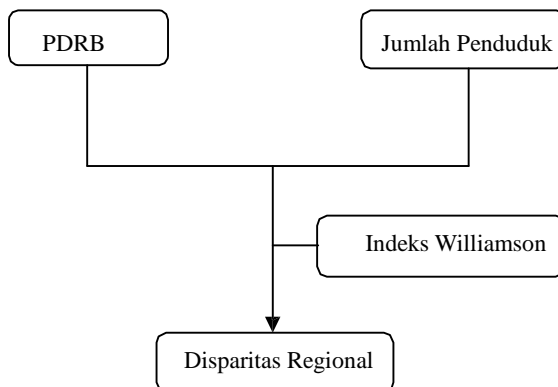 PDRB
Jumlah Penduduk
Indeks Williamson
Disparitas Regional